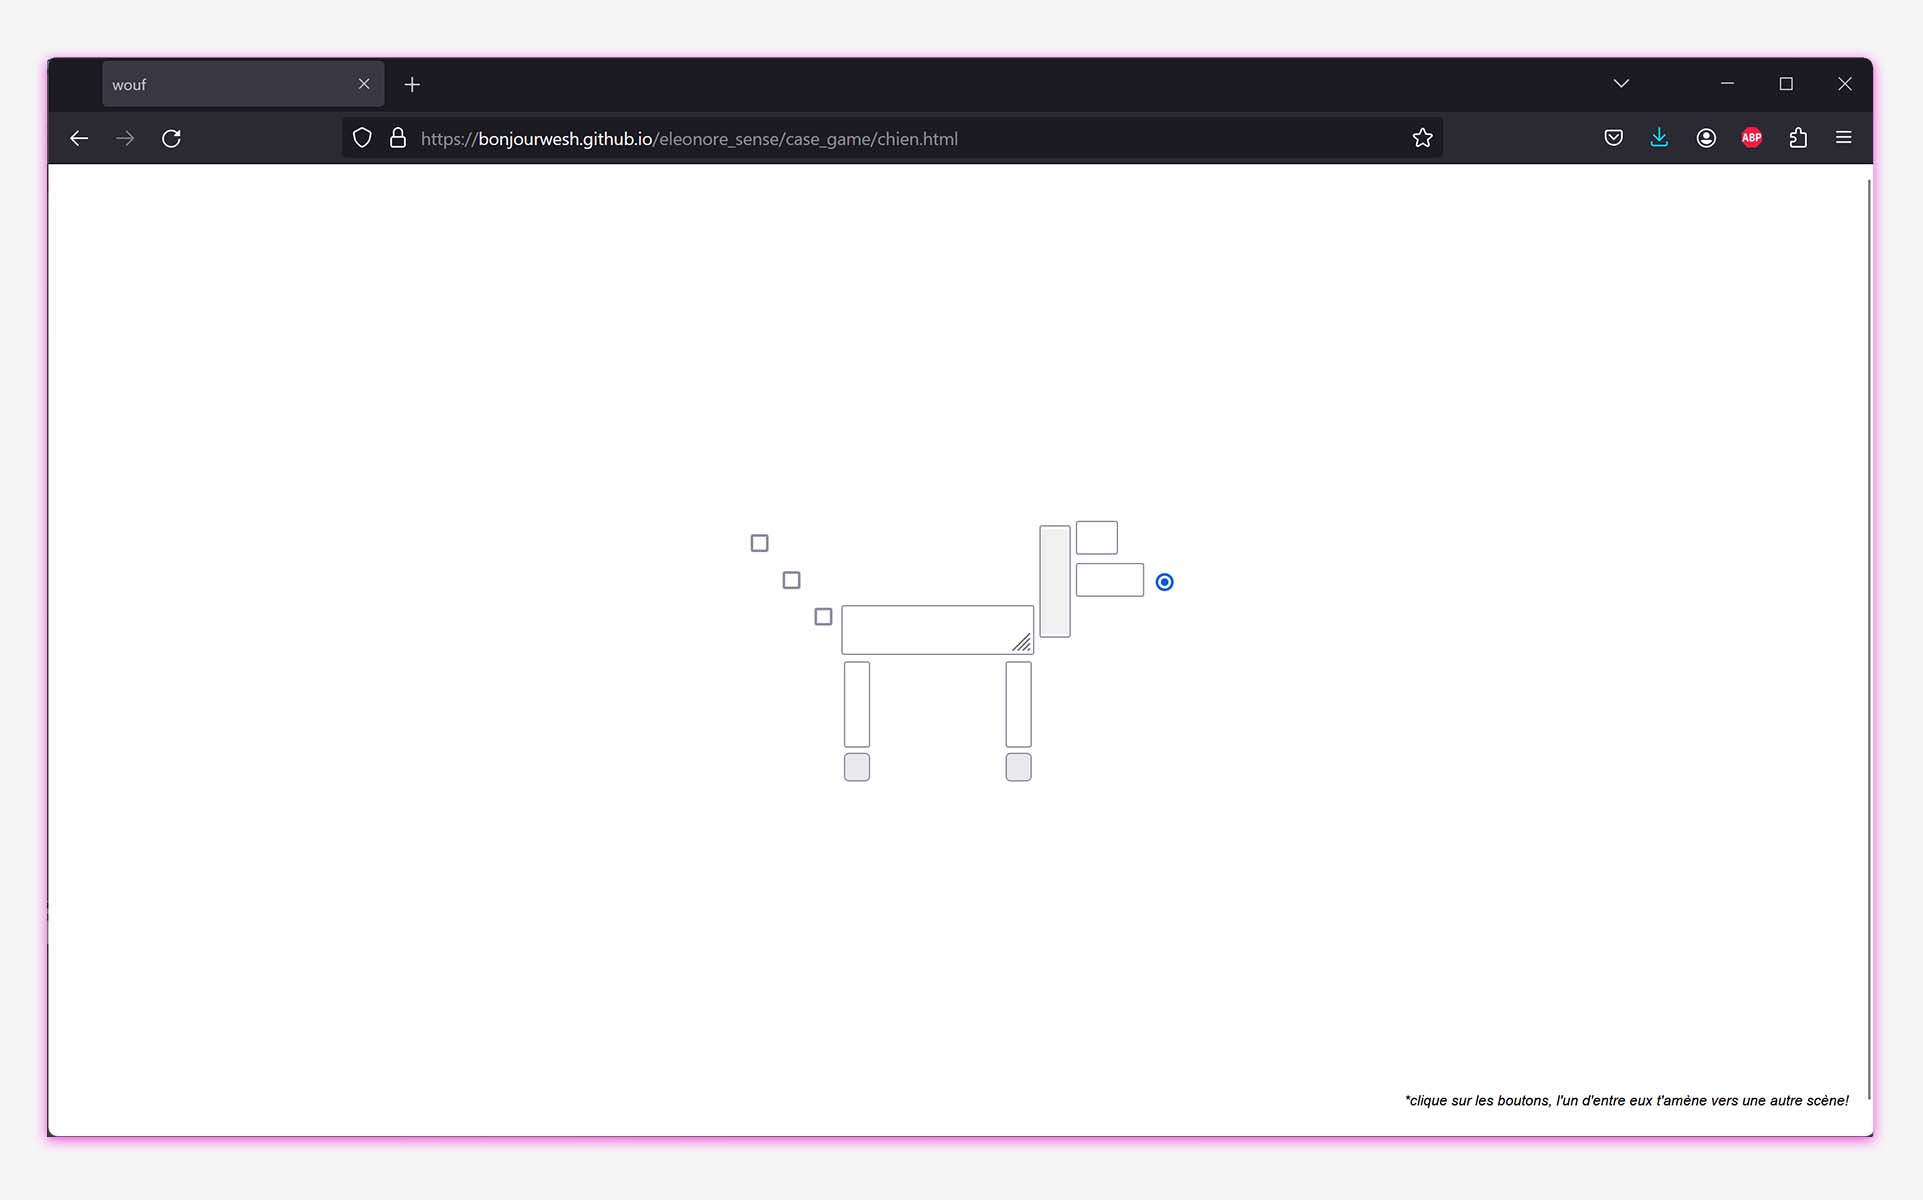 wouf
https://bonjourwesh.github.io/eleonore_sense/case_game/chien.html
ABP
*clique sur les boutons, l'un d'entre eux t'amène vers une autre scène!